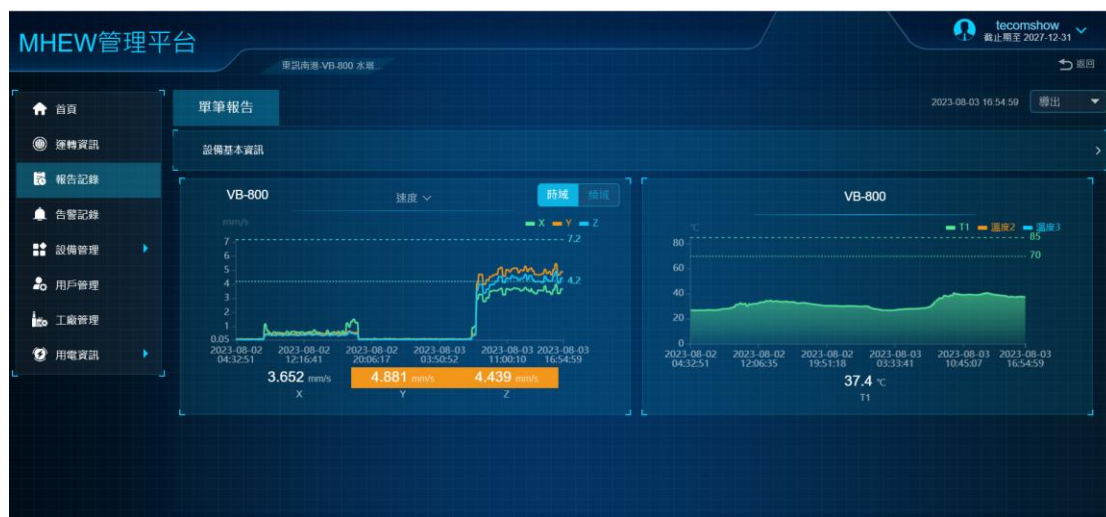 MHEW管理平台
tecomshow
截止期至 2027-12-31
東訊南港-VB-800 水塔...
返回
首頁
運轉資訊
報告記錄
告警記錄
設備管理
用戶管理
工廠管理
用電資訊
單筆報告
2023-08-03 16:54:59
導出
設備基本資訊
VB-800
速度
時域
頻域
mm/s
X Y Z
7.2
4.2
7
6
5
4
3
2
1
0.05
2023-08-02 04:32:51
2023-08-02 12:16:41
2023-08-02 20:06:17
2023-08-03 03:50:52
2023-08-03 11:00:10
2023-08-03 16:54:59
3.652 mm/s
X
4.881 mm/s
Y
4.439 mm/s
Z
VB-800
℃
T1 溫度2 溫度3
85
70
80
60
40
20
0
2023-08-02 04:32:51
2023-08-02 12:06:35
2023-08-02 19:51:18
2023-08-03 03:33:41
2023-08-03 10:45:07
2023-08-03 16:54:59
37.4 ℃
T1